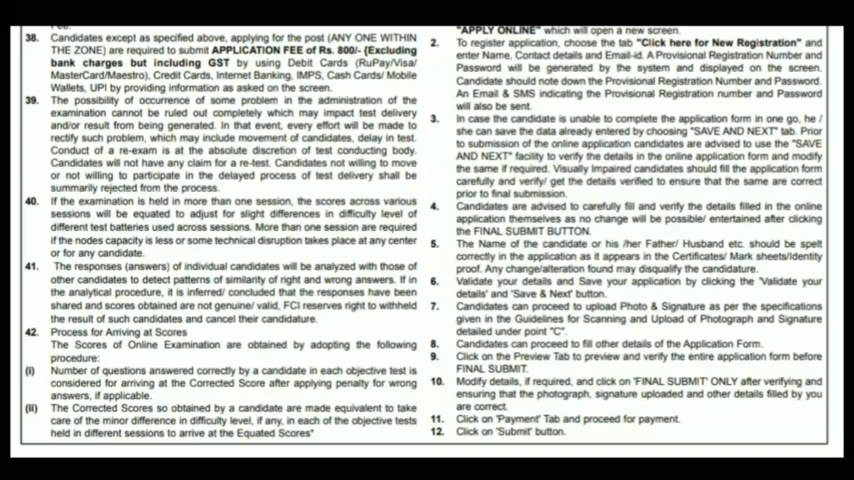 38. Candidates except as specified above, applying for the post (ANY ONE WITHIN
THE ZONE) are required to submit APPLICATION FEE of Rs. 800/- {Excluding
bank charges but including GST by using Debit Cards (RuPay/Visa/
MasterCard/Maestro), Credit Cards, Internet Banking, IMPS, Cash Cards/ Mobile
Wallets, UPI by providing information as asked on the screen.
39. The possibility of occurrence of some problem in the administration of the
examination cannot be ruled out completely which may impact test delivery
and/or result from being generated. In that event, every effort will be made to
rectify such problem, which may include movement of candidates, delay in test.
Conduct of a re-exam is at the absolute discretion of test conducting body.
Candidates will not have any claim for a re-test. Candidates not willing to move
or not willing to participate in the delayed process of test delivery shall be
summarily rejected from the process.
40. If the examination is held in more than one session, the scores across various
sessions will be equated to adjust for slight differences in difficulty level of
different test batteries used across sessions. More than one session are required
if the nodes capacity is less or some technical disruption takes place at any center
or for any candidate.
41. The responses (answers) of individual candidates will be analyzed with those of
other candidates to detect patterns of similarity of right and wrong answers. If in
the analytical procedure, it is inferred/ concluded that the responses have been
shared and scores obtained are not genuine/ valid, FCI reserves right to withheld
the result of such candidates and cancel their candidature.
42. Process for Arriving at Scores
The Scores of Online Examination are obtained by adopting the following
procedure:
(i) Number of questions answered correctly by a candidate in each objective test is
considered for arriving at the Corrected Score after applying penalty for wrong
answers, if applicable.
(ii) The Corrected Scores so obtained by a candidate are made equivalent to take
care of the minor difference in difficulty level, if any, in each of the objective tests
held in different sessions to arrive at the Equated Scores*
"APPLY ONLINE" which will open a new screen.
2. To register application, choose the tab "Click here for New Registration" and
enter Name, Contact details and Email-id. A Provisional Registration Number and
Password will be generated by the system and displayed on the screen.
Candidate should note down the Provisional Registration Number and Password.
An Email & SMS indicating the Provisional Registration number and Password
will also be sent.
3. In case the candidate is unable to complete the application form in one go, he /
she can save the data already entered by choosing "SAVE AND NEXT" tab. Prior
to submission of the online application candidates are advised to use the "SAVE
AND NEXT" facility to verify the details in the online application form and modify
the same if required. Visually Impaired candidates should fill the application form
carefully and verify/ get the details verified to ensure that the same are correct
prior to final submission.
4. Candidates are advised to carefully fill and verify the details filled in the online
application themselves as no change will be possible/ entertained after clicking
the FINAL SUBMIT BUTTON.
5. The Name of the candidate or his /her Father/ Husband etc. should be spelt
correctly in the application as it appears in the Certificates/ Mark sheets/Identity
proof. Any change/alteration found may disqualify the candidature.
6. Validate your details and Save your application by clicking the 'Validate your
details' and 'Save & Next' button.
7. Candidates can proceed to upload Photo & Signature as per the specifications
given in the Guidelines for Scanning and Upload of Photograph and Signature
detailed under point "C".
8. Candidates can proceed to fill other details of the Application Form.
9. Click on the Preview Tab to preview and verify the entire application form before
FINAL SUBMIT.
10. Modify details, if required, and click on 'FINAL SUBMIT' ONLY after verifying and
ensuring that the photograph, signature uploaded and other details filled by you
are correct.
11. Click on 'Payment' Tab and proceed for payment.
12. Click on 'Submit' button.